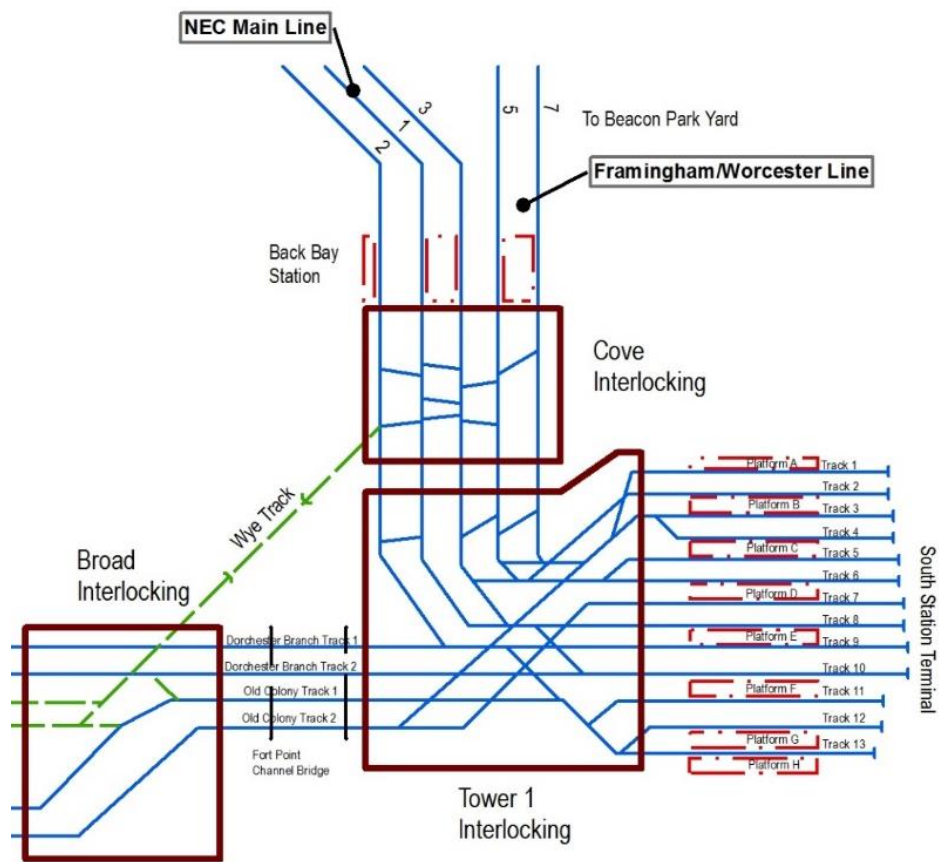 NEC Main Line
3
1
2
5
7
To Beacon Park Yard
Framingham/Worcester Line
Back Bay
Station
Cove
Interlocking
Wye Track
Broad
Interlocking
Platform A
Track 1
Track 2
Platform B
Track 3
Track 4
Platform C
Track 5
Track 6
Platform D
Track 7
Track 8
Platform E
Track 9
Track 10
Platform F
Track 11
Track 12
Platform G
Track 13
Platform H
South Station Terminal
Dorchester Branch Track 1
Dorchester Branch Track 2
Old Colony Track 1
Old Colony Track 2
Fort Point
Channel Bridge
Tower 1
Interlocking